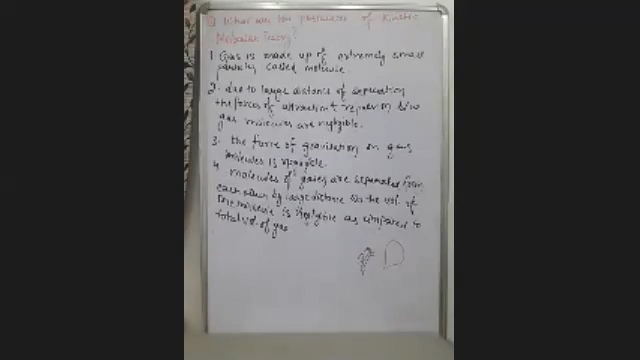 Q What are the postulates of Kinetic
Molecular Theory?
1 Gas is made up of extremely small
particles called molecule.
2. due to large distance of separation
the forces of attraction & repulsion b/w
gas molecules are negligible.
3. the force of gravitation on gas
molecules is negligible.
4 molecules of gases are separated from
each other by large distance so the vol. of
the molecule is negligible as compared to
total vol. of gas